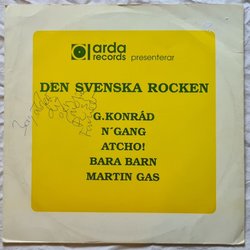 arda
records presenterar
DEN SVENSKA ROCKEN
G.KONRÅD
N´GANG
ATCHO!
BARA BARN
MARTIN GAS